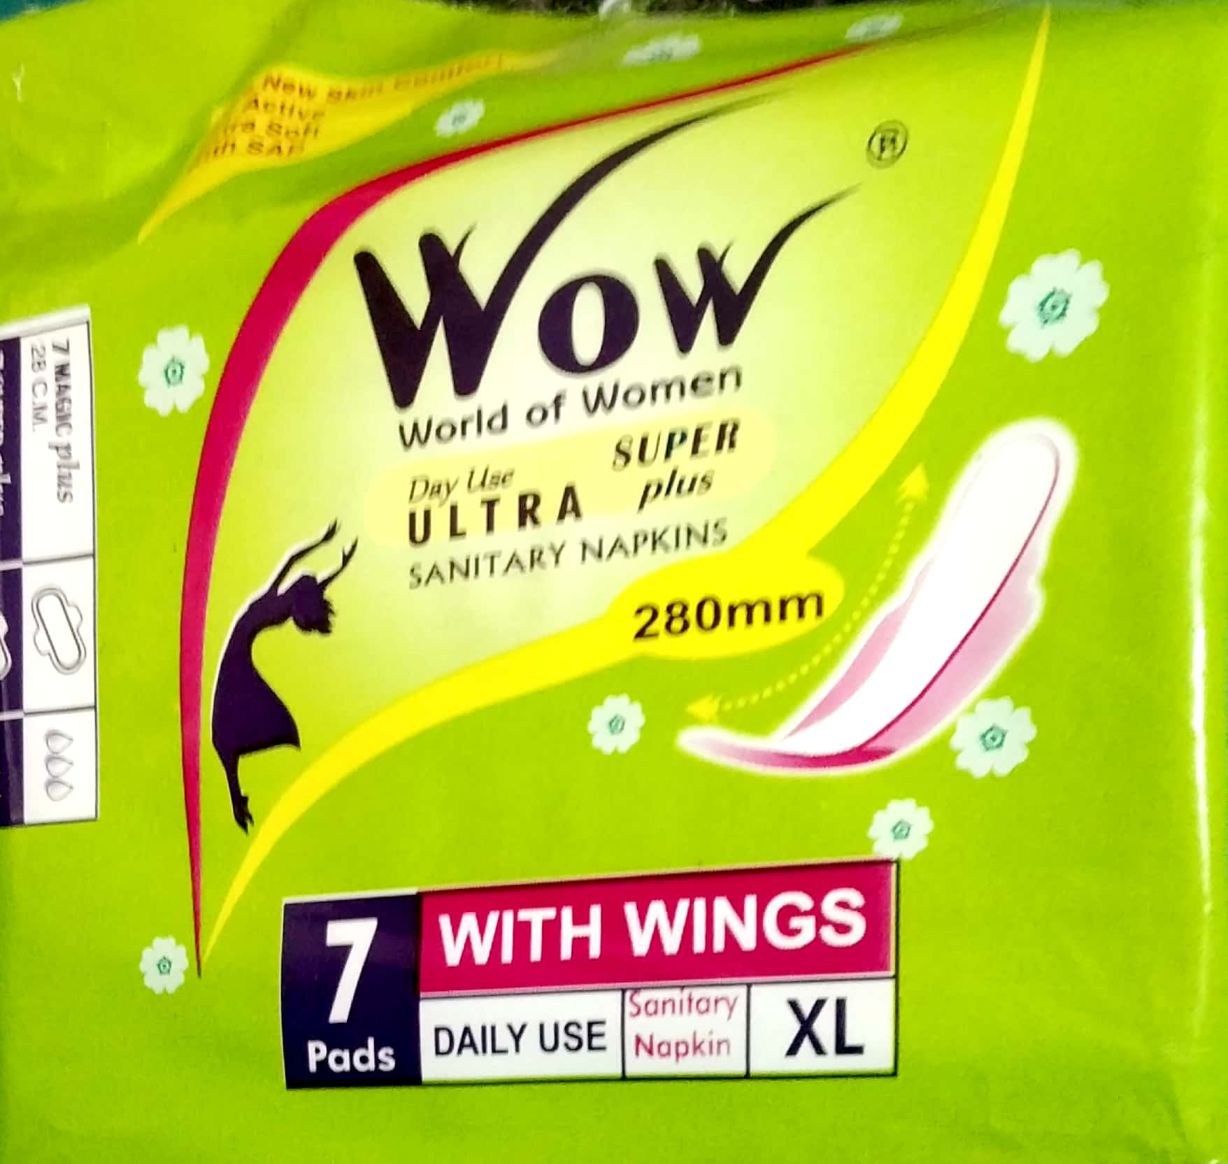 New Skin Comfort
Active
Soft
SAP
®
Wow
World of Women
Day Use SUPER
ULTRA plus
SANITARY NAPKINS
280mm
7 MAGIC plus
28 C.M.
7 WITH WINGS
Pads DAILY USE Sanitary Napkin XL